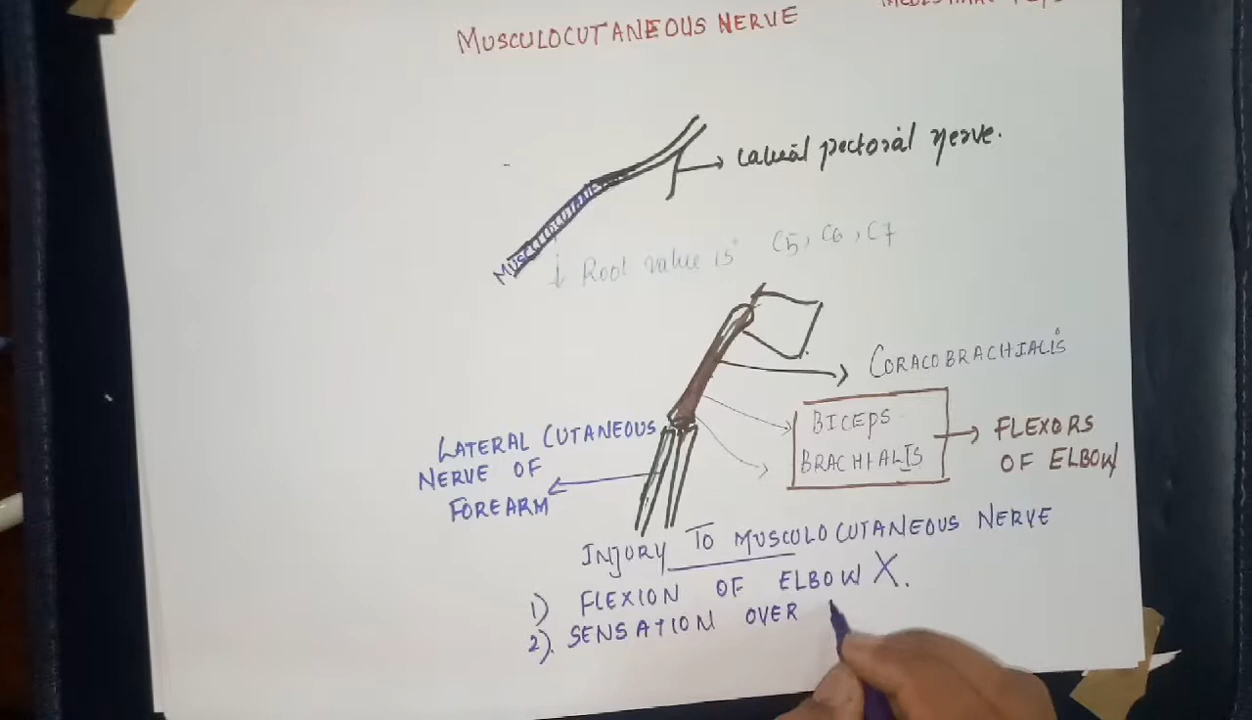 MUSCULOCUTANEOUS NERVE
Lateral pectoral nerve.
MUSCULOCUTANE
Root value is C5, C6, C7
CORACOBRACHIALIS
BICEPS
BRACHIALIS
FLEXORS
OF ELBOW
LATERAL CUTANEOUS
NERVE OF
FOREARM
INJURY TO MUSCULOCUTANEOUS NERVE
1) FLEXION OF ELBOW X.
2). SENSATION OVER